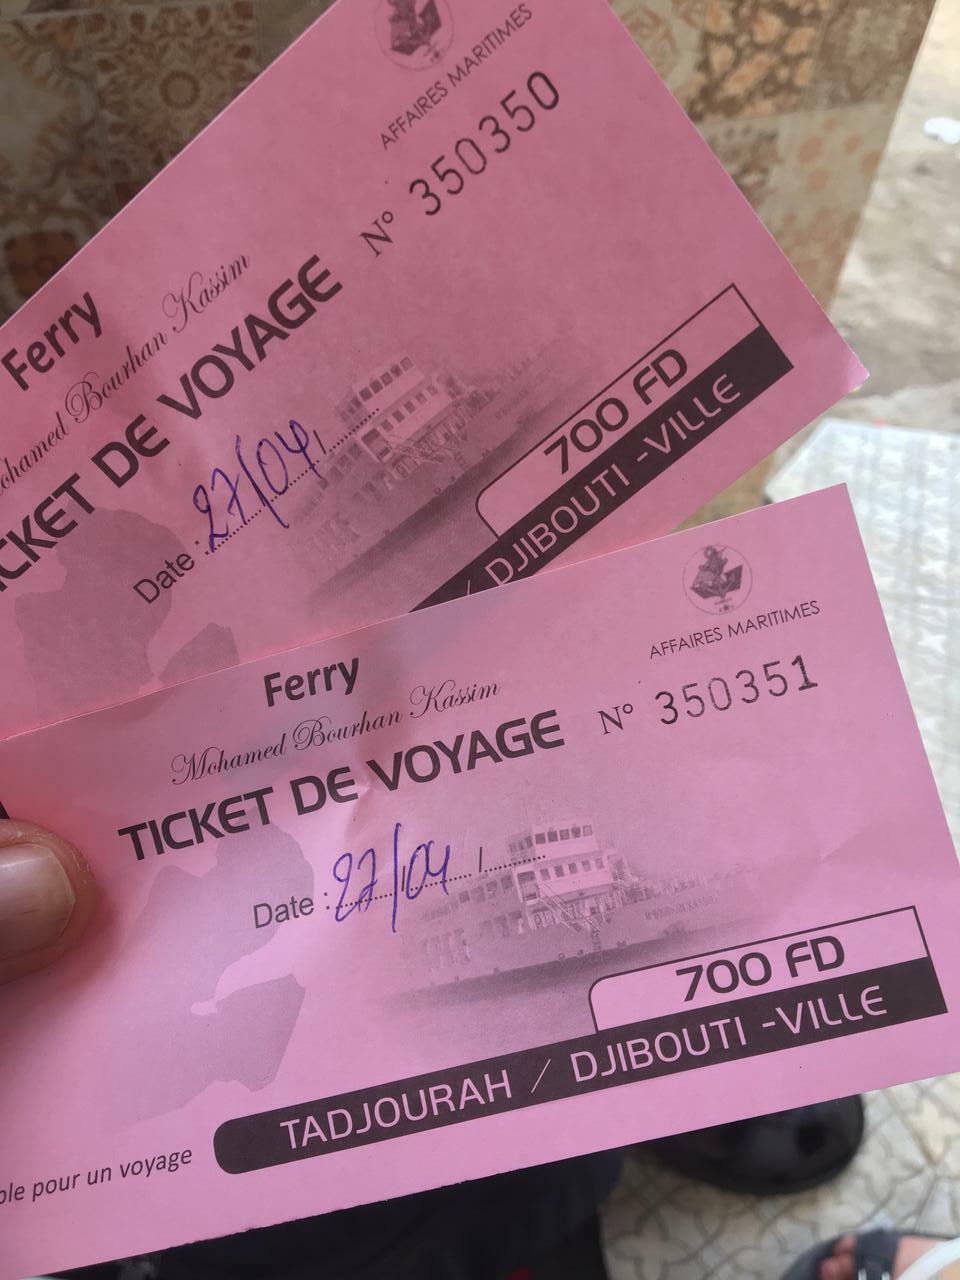 AFFAIRES MARITIMES
N° 350350
Ferry
Bourhan Kassim
TICKET DE VOYAGE
Date : 27/04/
700 FD
/ DJIBOUTI -VILLE
AFFAIRES MARITIMES
Ferry
Mohamed Bourhan Kassim
N° 350351
TICKET DE VOYAGE
Date : 27/04/
700 FD
TADJOURAH / DJIBOUTI -VILLE
pour un voyage